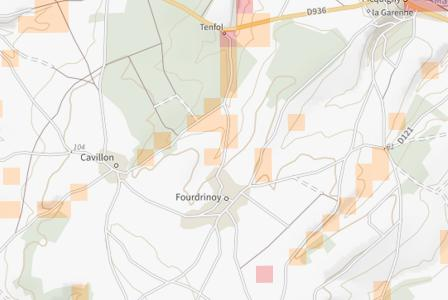 D936
Tenfol
la Garenne
D121
104
Cavillon
Fourdrinoy